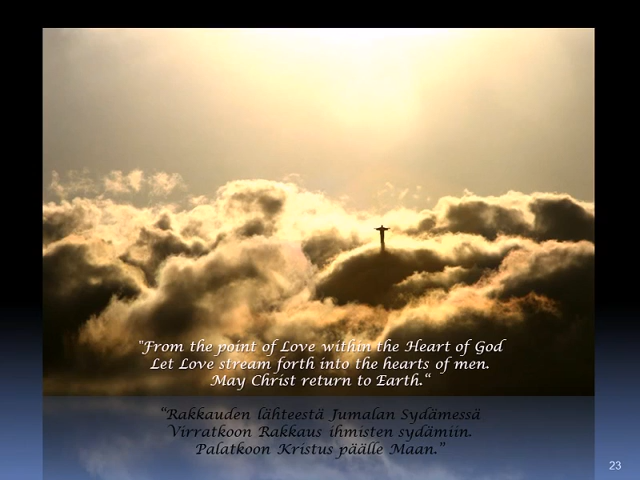 "From the point of Love within the Heart of God
Let Love stream forth into the hearts of men.
May Christ return to Earth."
"Rakkauden lähteestä Jumalan Sydämessä
Virratkoon Rakkaus ihmisten sydämiin.
Palatkoon Kristus päälle Maan."
23